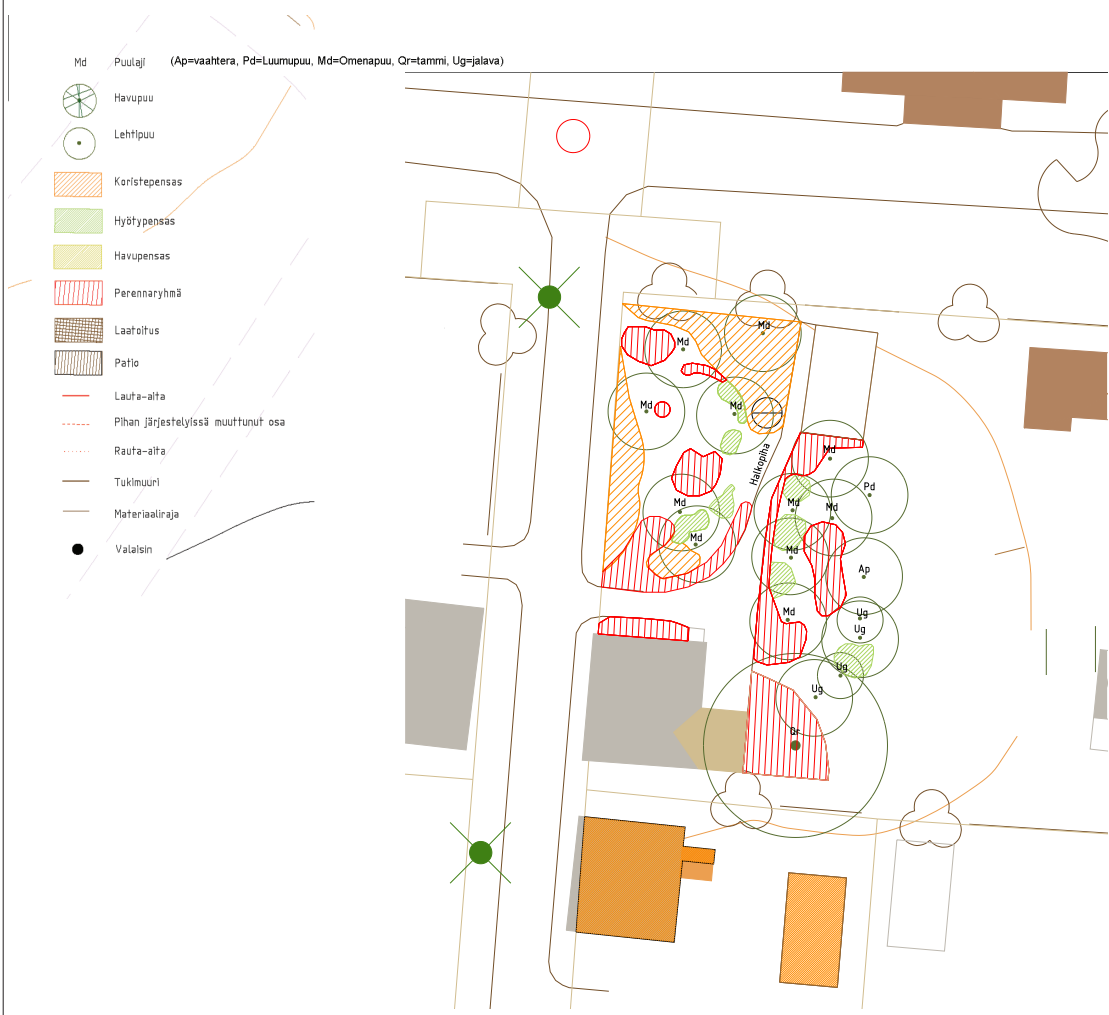 Md Puulaji (Ap=vaahtera, Pd=Luumupuu, Md=Omenapuu, Qr=tammi, Ug=jalava)
Havupuu
Lehtipuu
Koristepensas
Hyötypensas
Havupensas
Perennaryhmä
Laatoitus
Patio
Lauta-aita
Pihan järjestelyissä muuttunut osa
Rauta-aita
Tukimuuri
Materiaaliraja
Valaisin
Md
Md
Md
Md
Halkopiha
Md
Pd
Md
Md
Md
Md
Md
Ap
Md
Ug
Ug
Ug
Ug
Qr